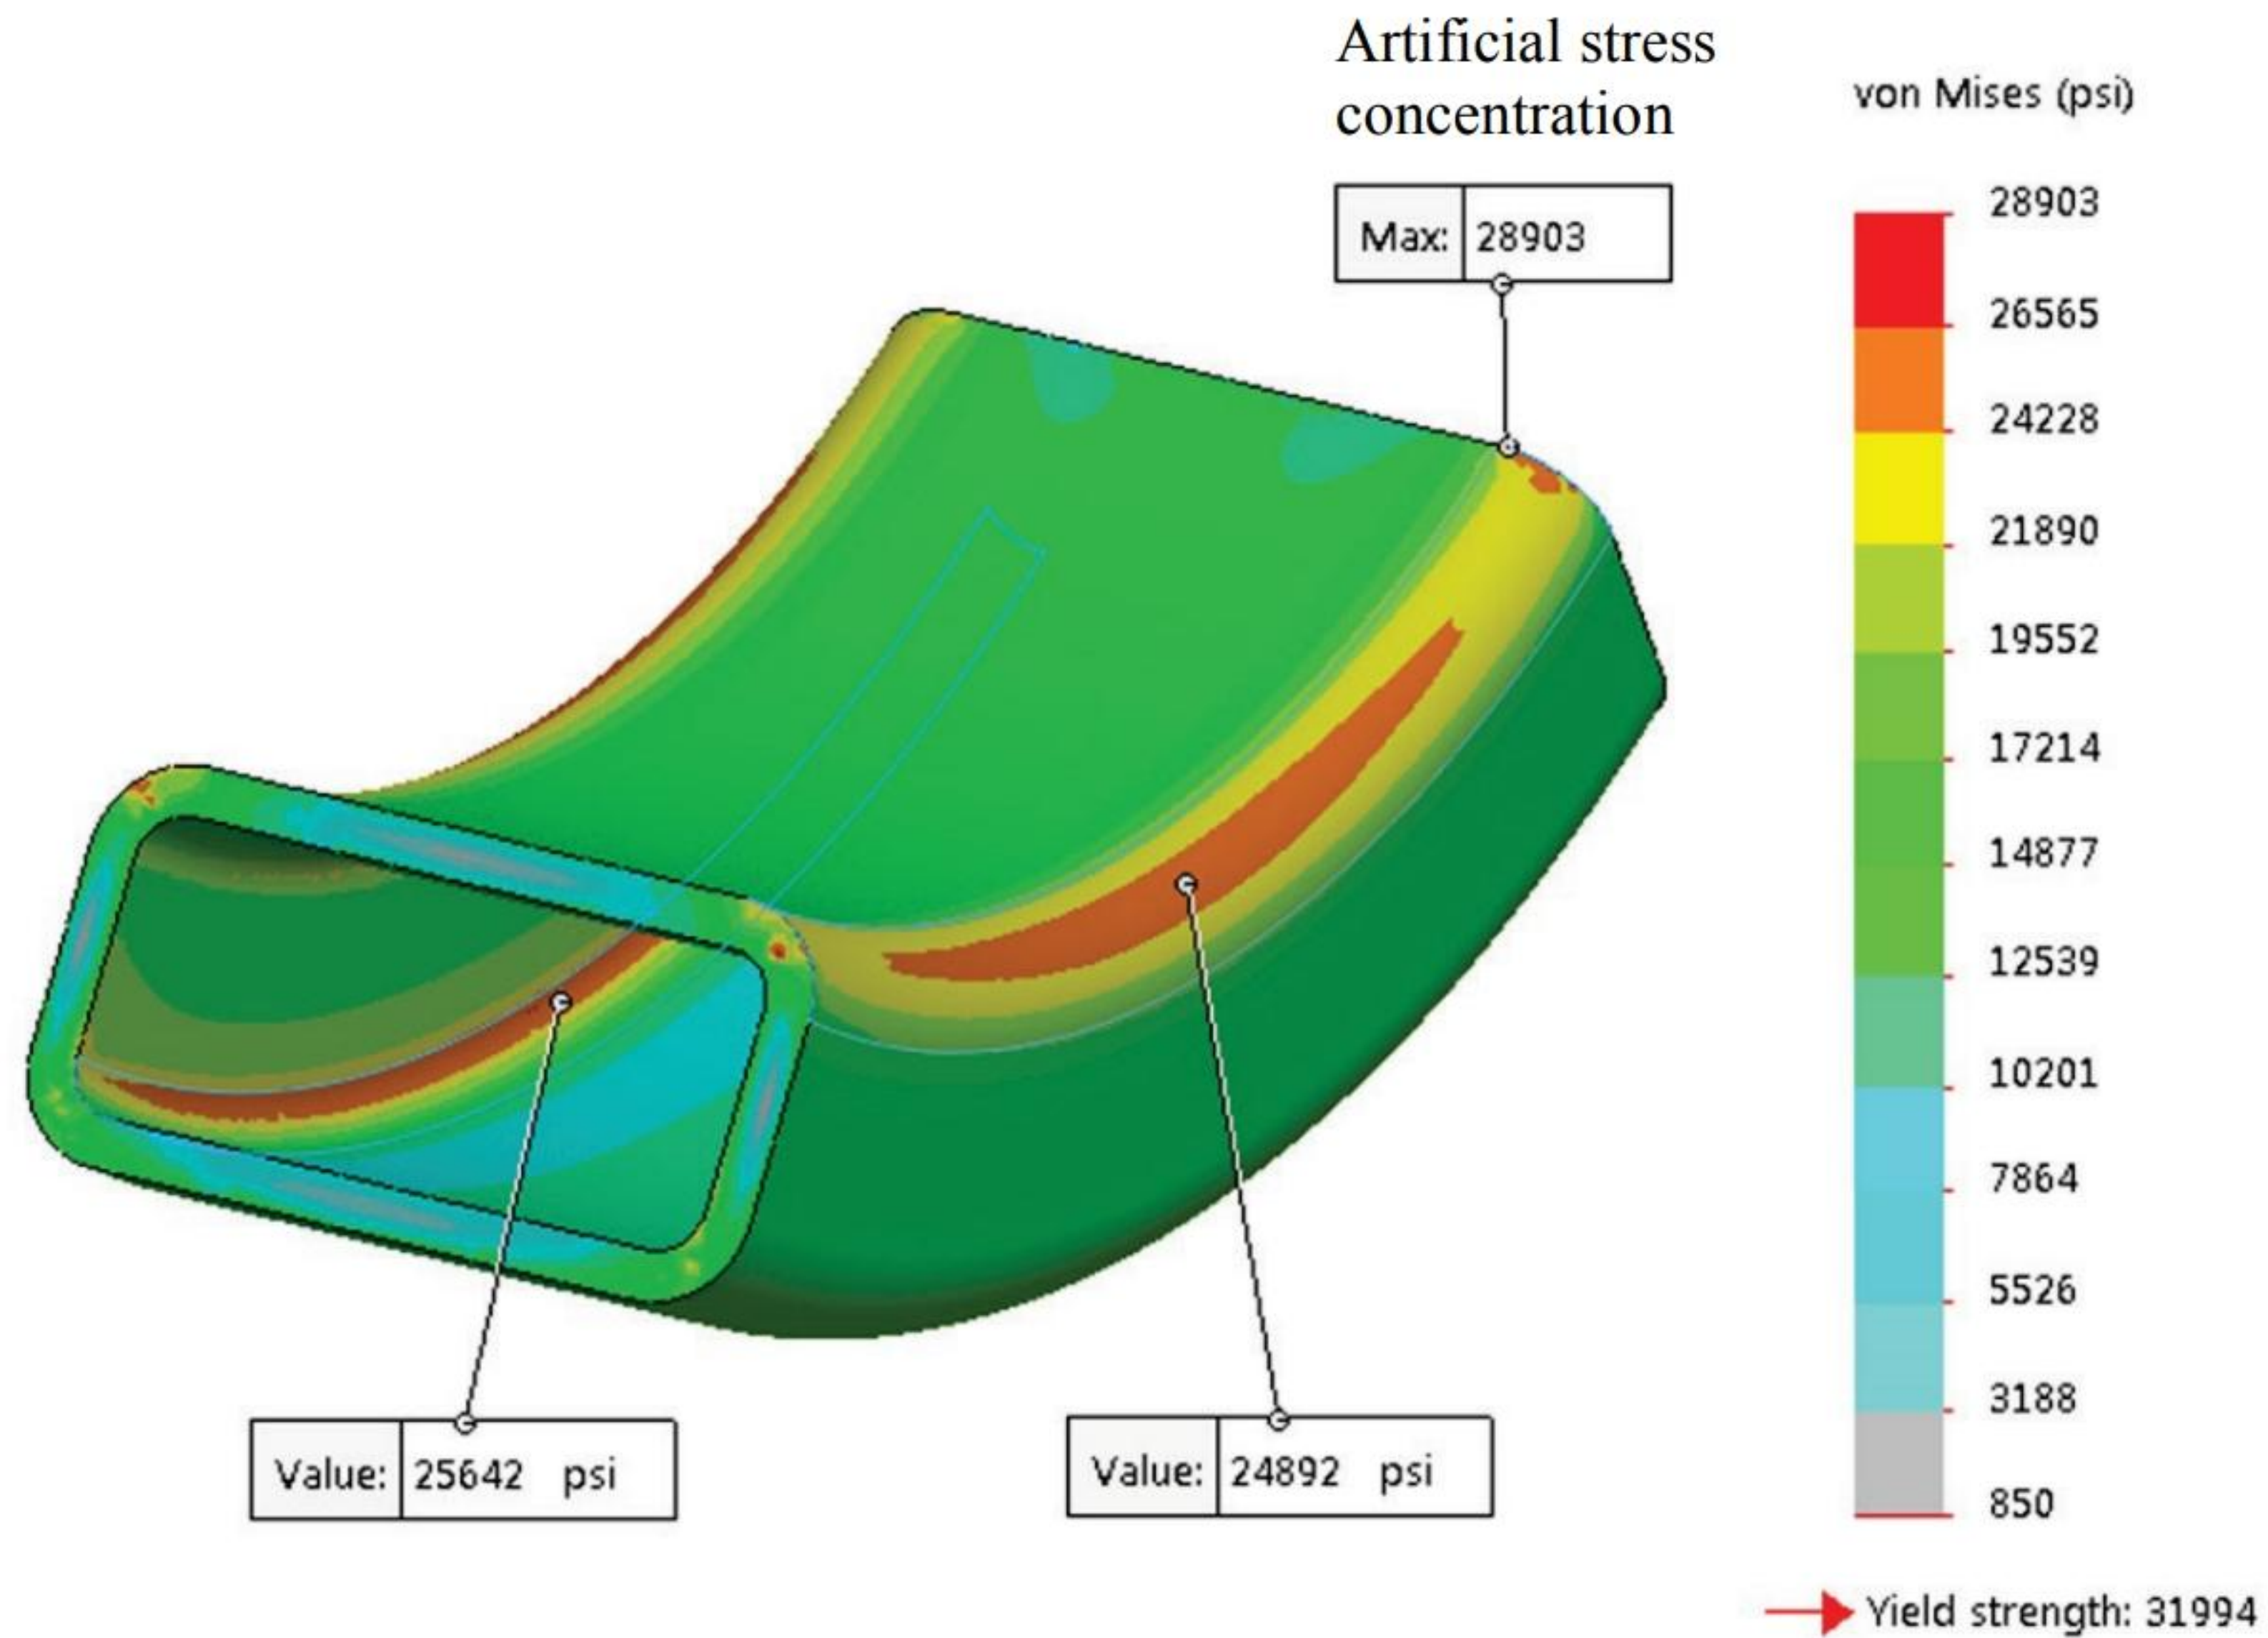 Artificial stress
concentration
Max: 28903
Value: 25642 psi
Value: 24892 psi
von Mises (psi)
28903
26565
24228
21890
19552
17214
14877
12539
10201
7864
5526
3188
850
Yield strength: 31994